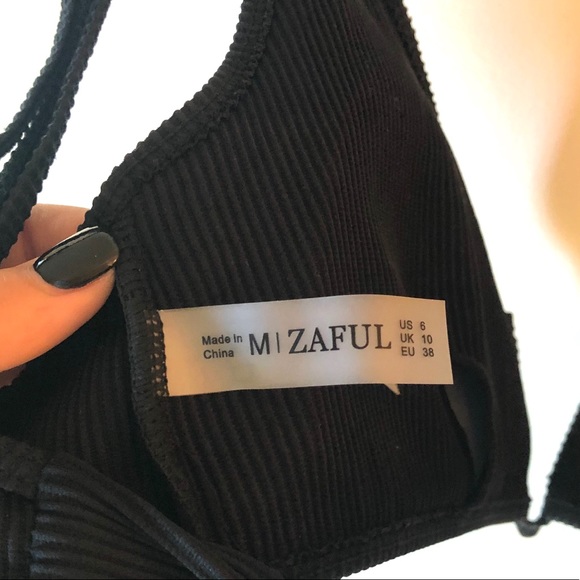 Made In
China
M | ZAFUL
US 6
UK 10
EU 38